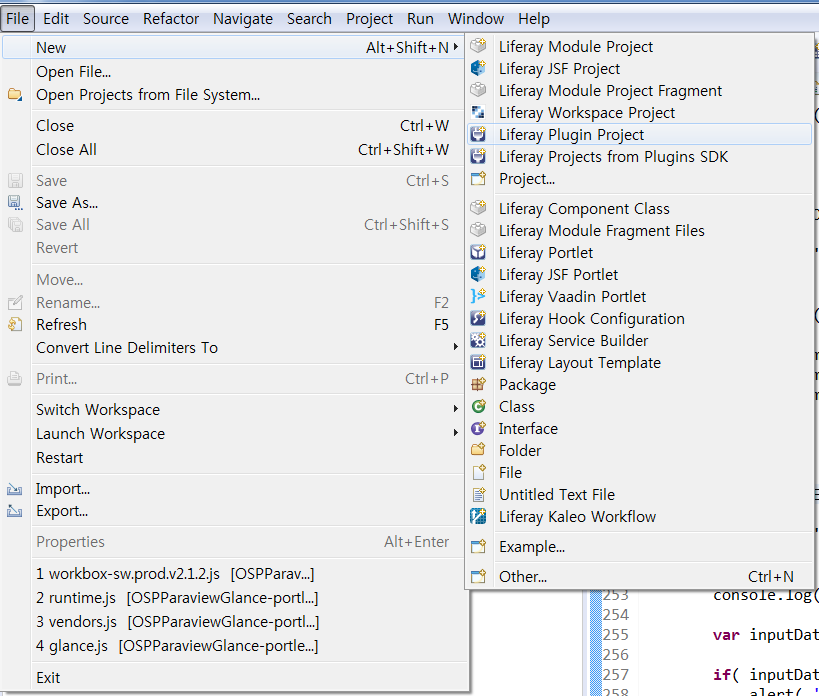 File Edit Source Refactor Navigate Search Project Run Window Help
New Alt+Shift+N
Open File...
Open Projects from File System...
Close Ctrl+W
Close All Ctrl+Shift+W
Save Ctrl+S
Save As...
Save All Ctrl+Shift+S
Revert
Move...
Rename... F2
Refresh F5
Convert Line Delimiters To
Print... Ctrl+P
Switch Workspace
Launch Workspace
Restart
Import...
Export...
Properties Alt+Enter
1 workbox-sw.prod.v2.1.2.js [OSPParav...]
2 runtime.js [OSPParaviewGlance-portl...]
3 vendors.js [OSPParaviewGlance-portl...]
4 glance.js [OSPParaviewGlance-portle...]
Exit
Liferay Module Project
Liferay JSF Project
Liferay Module Project Fragment
Liferay Workspace Project
Liferay Plugin Project
Liferay Projects from Plugins SDK
Project...
Liferay Component Class
Liferay Module Fragment Files
Liferay Portlet
Liferay JSF Portlet
Liferay Vaadin Portlet
Liferay Hook Configuration
Liferay Service Builder
Liferay Layout Template
Package
Class
Interface
Folder
File
Untitled Text File
Liferay Kaleo Workflow
Example...
Other... Ctrl+N
253 console.log(
254
255 var inputDat
256
257 if( inputDat
258 alert( '